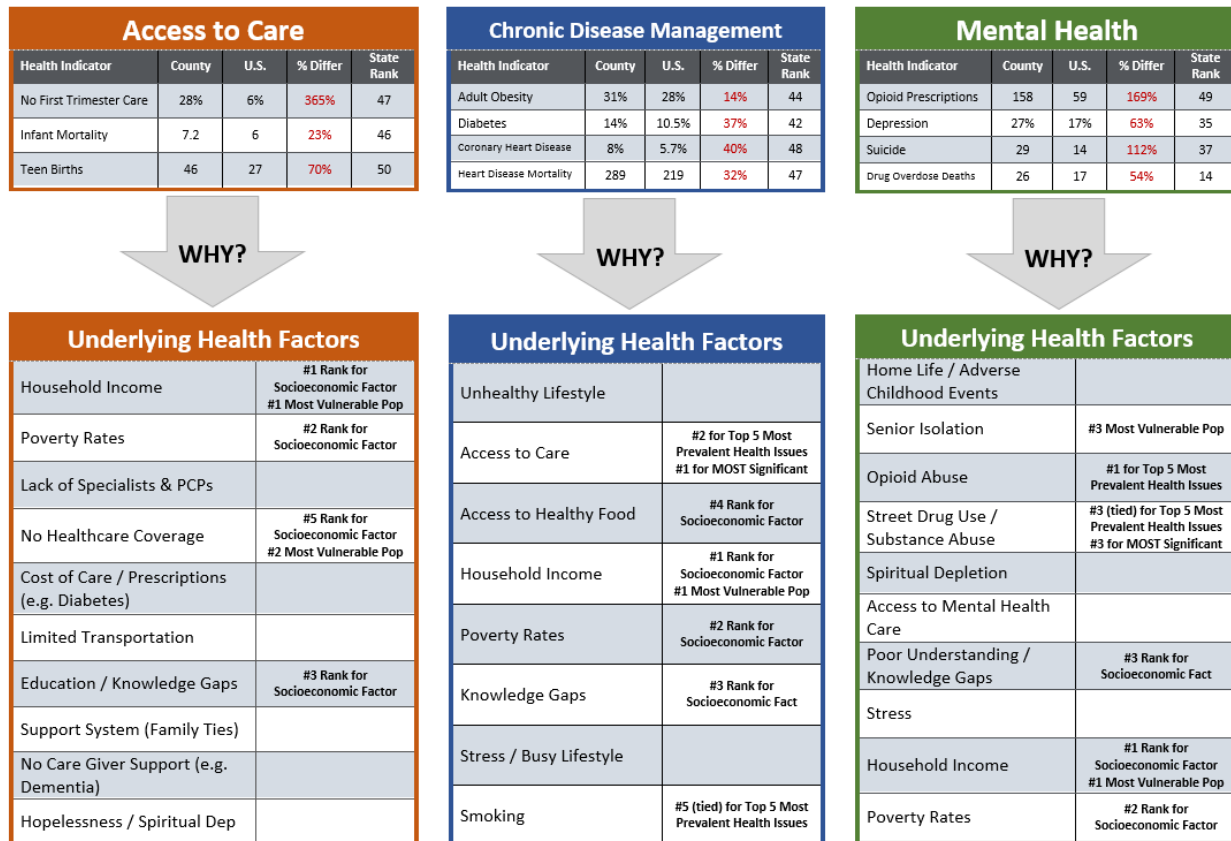 Access to Care
Health Indicator County U.S. % Differ State Rank
No First Trimester Care 28% 6% 365% 47
Infant Mortality 7.2 6 23% 46
Teen Births 46 27 70% 50
WHY?
Underlying Health Factors
Household Income
#1 Rank for
Socioeconomic Factor
#1 Most Vulnerable Pop
Poverty Rates
#2 Rank for
Socioeconomic Factor
Lack of Specialists & PCPs
No Healthcare Coverage
#5 Rank for
Socioeconomic Factor
#2 Most Vulnerable Pop
Cost of Care / Prescriptions
(e.g. Diabetes)
Limited Transportation
Education / Knowledge Gaps
#3 Rank for
Socioeconomic Factor
Support System (Family Ties)
No Care Giver Support (e.g.
Dementia)
Hopelessness / Spiritual Dep
Chronic Disease Management
Health Indicator County U.S. % Differ State Rank
Adult Obesity 31% 28% 14% 44
Diabetes 14% 10.5% 37% 42
Coronary Heart Disease 8% 5.7% 40% 48
Heart Disease Mortality 289 219 32% 47
WHY?
Underlying Health Factors
Unhealthy Lifestyle
Access to Care
#2 for Top 5 Most
Prevalent Health Issues
#1 for MOST Significant
Access to Healthy Food
#4 Rank for
Socioeconomic Factor
Household Income
#1 Rank for
Socioeconomic Factor
#1 Most Vulnerable Pop
Poverty Rates
#2 Rank for
Socioeconomic Factor
Knowledge Gaps
#3 Rank for
Socioeconomic Fact
Stress / Busy Lifestyle
Smoking
#5 (tied) for Top 5 Most
Prevalent Health Issues
Mental Health
Health Indicator County U.S. % Differ State Rank
Opioid Prescriptions 158 59 169% 49
Depression 27% 17% 63% 35
Suicide 29 14 112% 37
Drug Overdose Deaths 26 17 54% 14
WHY?
Underlying Health Factors
Home Life / Adverse
Childhood Events
Senior Isolation
#3 Most Vulnerable Pop
Opioid Abuse
#1 for Top 5 Most
Prevalent Health Issues
Street Drug Use /
Substance Abuse
#3 (tied) for Top 5 Most
Prevalent Health Issues
#3 for MOST Significant
Spiritual Depletion
Access to Mental Health
Care
Poor Understanding /
Knowledge Gaps
#3 Rank for
Socioeconomic Fact
Stress
Household Income
#1 Rank for
Socioeconomic Factor
#1 Most Vulnerable Pop
Poverty Rates
#2 Rank for
Socioeconomic Factor